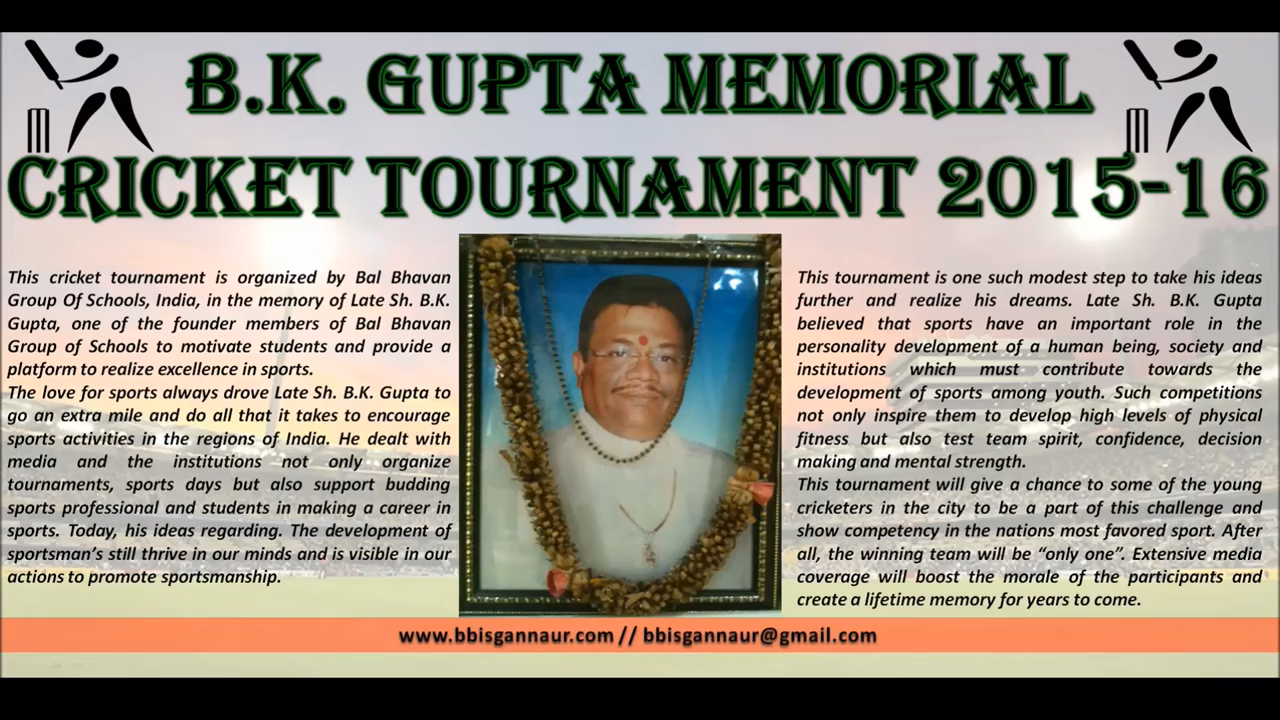 B.K. GUPTA MEMORIAL
CRICKET TOURNAMENT 2015-16
This cricket tournament is organized by Bal Bhavan
Group Of Schools, India, in the memory of Late Sh. B.K.
Gupta, one of the founder members of Bal Bhavan
Group of Schools to motivate students and provide a
platform to realize excellence in sports.
The love for sports always drove Late Sh. B.K. Gupta to
go an extra mile and do all that it takes to encourage
sports activities in the regions of India. He dealt with
media and the institutions not only organize
tournaments, sports days but also support budding
sports professional and students in making a career in
sports. Today, his ideas regarding. The development of
sportsman’s still thrive in our minds and is visible in our
actions to promote sportsmanship.
This tournament is one such modest step to take his ideas
further and realize his dreams. Late Sh. B.K. Gupta
believed that sports have an important role in the
personality development of a human being, society and
institutions which must contribute towards the
development of sports among youth. Such competitions
not only inspire them to develop high levels of physical
fitness but also test team spirit, confidence, decision
making and mental strength.
This tournament will give a chance to some of the young
cricketers in the city to be a part of this challenge and
show competency in the nations most favored sport. After
all, the winning team will be “only one”. Extensive media
coverage will boost the morale of the participants and
create a lifetime memory for years to come.
www.bbisgannaur.com // bbisgannaur@gmail.com